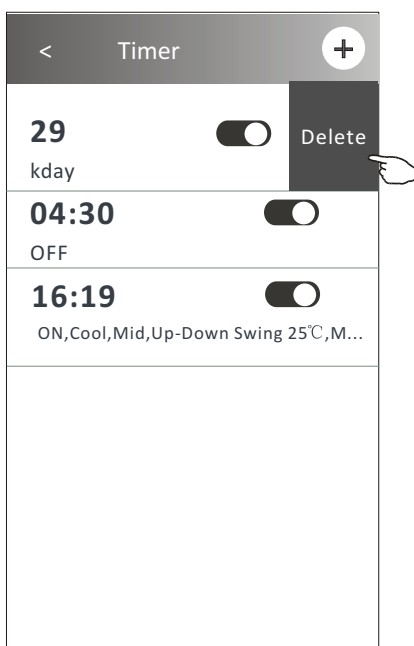 < Timer +
29
Delete
kday
04:30
OFF
16:19
ON,Cool,Mid,Up-Down Swing 25℃,M...